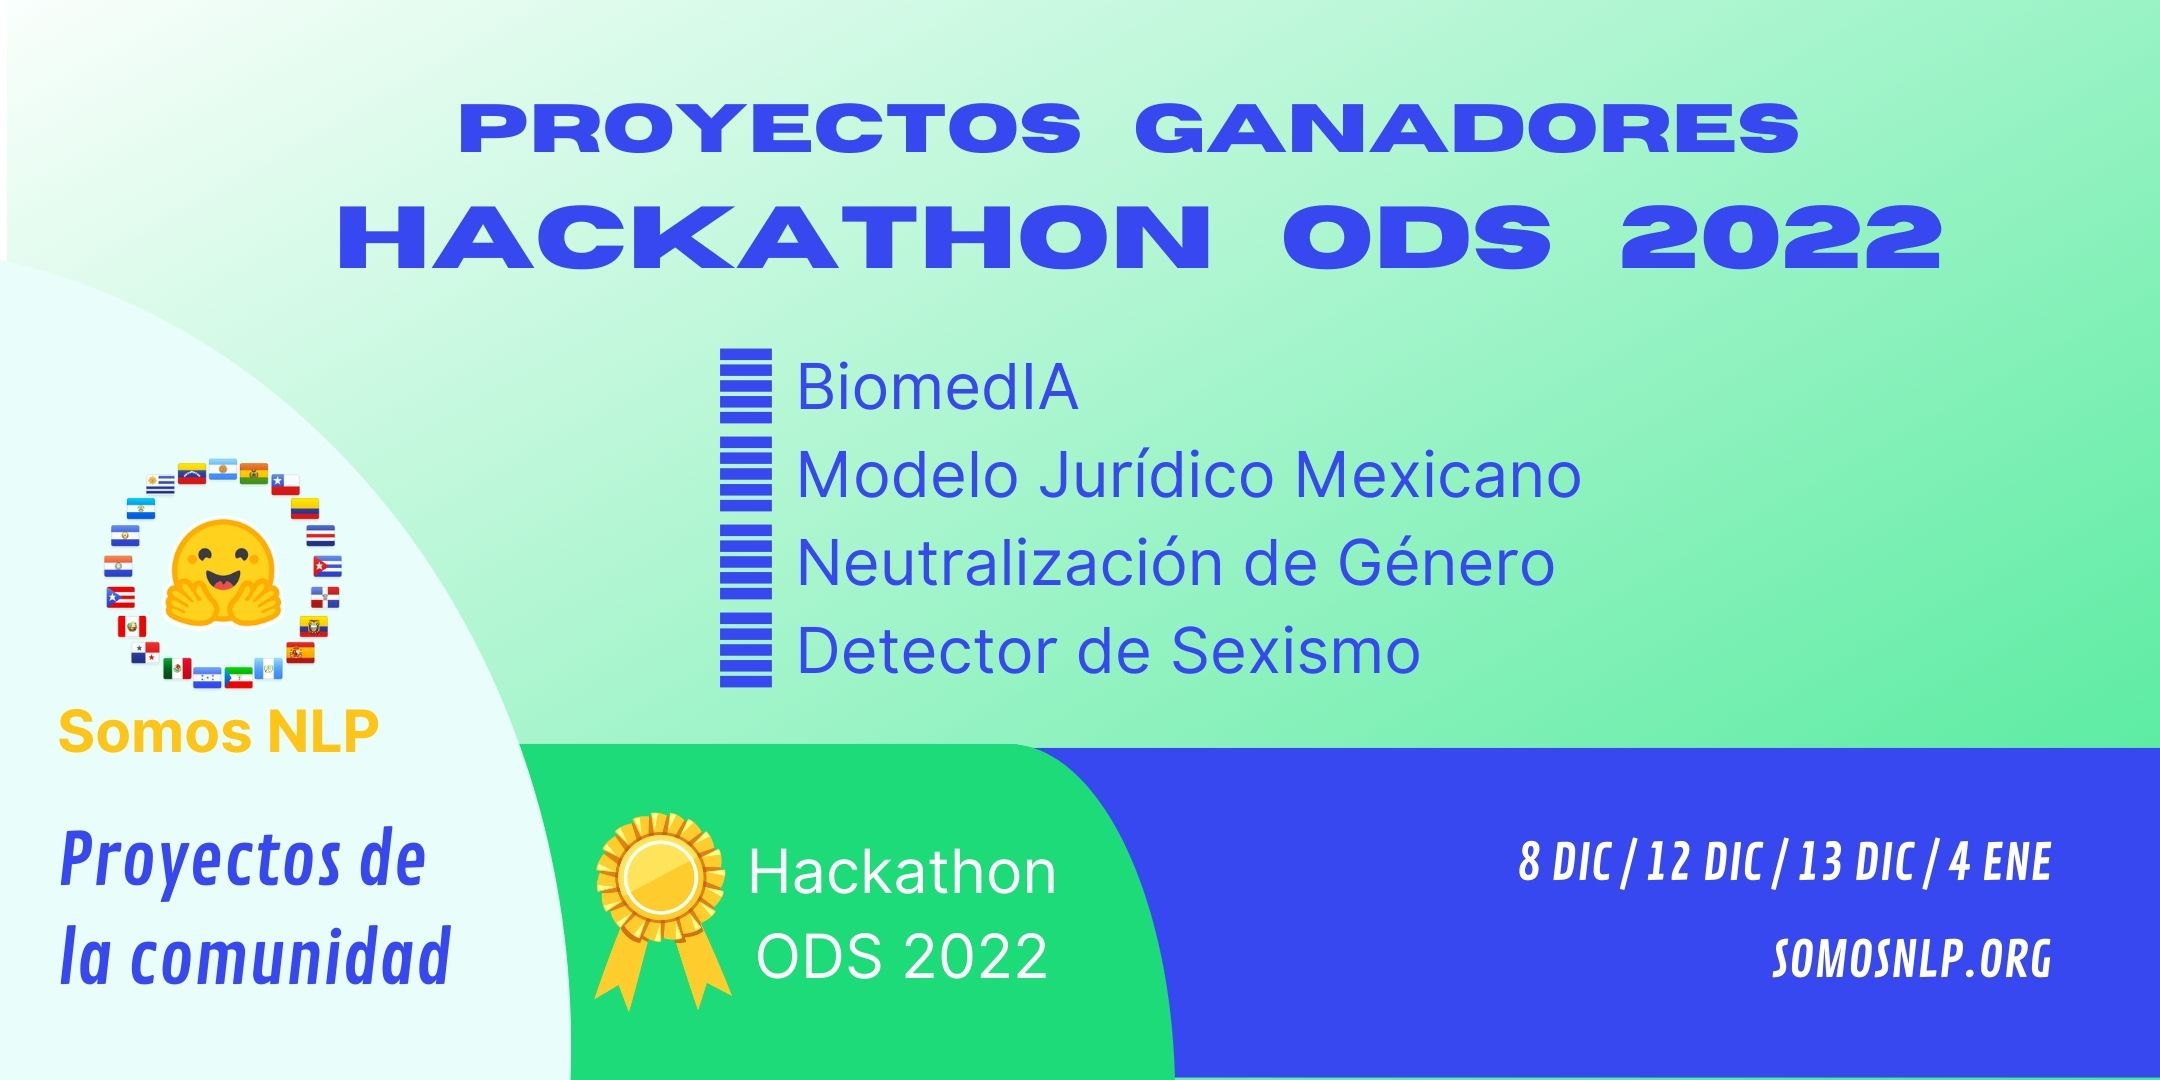 PROYECTOS GANADORES
HACKATHON ODS 2022
BiomedIA
Modelo Jurídico Mexicano
Neutralización de Género
Detector de Sexismo
Somos NLP
Proyectos de
la comunidad
Hackathon
ODS 2022
8 DIC / 12 DIC / 13 DIC / 4 ENE
SOMOSNLP.ORG